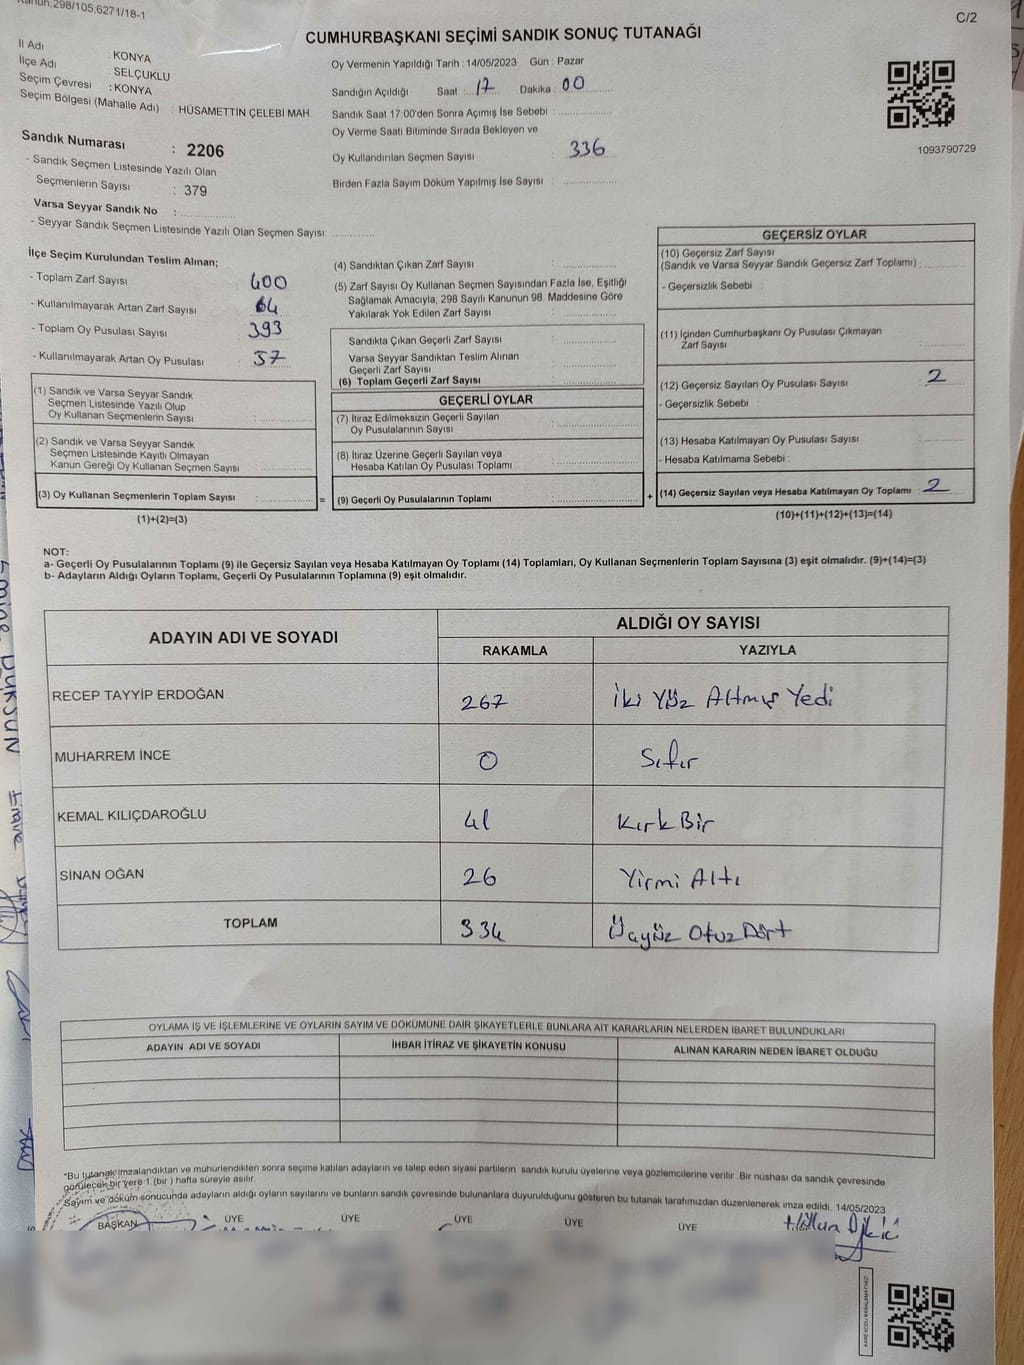 Kanun:298/105;6271/18-1
C/2
CUMHURBAŞKANI SEÇİMİ SANDIK SONUÇ TUTANAĞI
İl Adı : KONYA
İlçe Adı : SELÇUKLU
Seçim Çevresi : KONYA
Seçim Bölgesi (Mahalle Adı) : HÜSAMETTİN ÇELEBİ MAH.
Sandık Numarası : 2206
- Sandık Seçmen Listesinde Yazılı Olan
Seçmenlerin Sayısı : 379
Varsa Seyyar Sandık No :
- Seyyar Sandık Seçmen Listesinde Yazılı Olan Seçmen Sayısı:
Oy Vermenin Yapıldığı Tarih : 14/05/2023 Gün : Pazar
Sandığın Açıldığı Saat : 17 Dakika : 00
Sandık Saat 17:00'den Sonra Açımış İse Sebebi :
Oy Verme Saati Bitiminde Sırada Bekleyen ve
Oy Kullandırılan Seçmen Sayısı : 336
Birden Fazla Sayım Döküm Yapılmış İse Sayısı :
1093790729
İlçe Seçim Kurulundan Teslim Alınan;
- Toplam Zarf Sayısı 400
- Kullanılmayarak Artan Zarf Sayısı 64
- Toplam Oy Pusulası Sayısı 393
- Kullanılmayarak Artan Oy Pusulası 57
(1) Sandık ve Varsa Seyyar Sandık
Seçmen Listesinde Yazılı Olup
Oy Kullanan Seçmenlerin Sayısı :
(2) Sandık ve Varsa Seyyar Sandık
Seçmen Listesinde Kayıtlı Olmayan
Kanun Gereği Oy Kullanan Seçmen Sayısı :
(3) Oy Kullanan Seçmenlerin Toplam Sayısı : =
(1)+(2)=(3)
(4) Sandıktan Çıkan Zarf Sayısı :
(5) Zarf Sayısı Oy Kullanan Seçmen Sayısından Fazla İse, Eşitliği
Sağlamak Amacıyla, 298 Sayılı Kanunun 98. Maddesine Göre
Yakılarak Yok Edilen Zarf Sayısı :
Sandıkta Çıkan Geçerli Zarf Sayısı :
Varsa Seyyar Sandıktan Teslim Alınan
Geçerli Zarf Sayısı :
(6) Toplam Geçerli Zarf Sayısı :
GEÇERLİ OYLAR
(7) İtiraz Edilmeksizin Geçerli Sayılan
Oy Pusulalarının Sayısı :
(8) İtiraz Üzerine Geçerli Sayılan veya
Hesaba Katılan Oy Pusulası Toplamı :
(9) Geçerli Oy Pusulalarının Toplamı : +
GEÇERSİZ OYLAR
(10) Geçersiz Zarf Sayısı
(Sandık ve Varsa Seyyar Sandık Geçersiz Zarf Toplamı) :
- Geçersizlik Sebebi :
(11) İçinden Cumhurbaşkanı Oy Pusulası Çıkmayan
Zarf Sayısı :
(12) Geçersiz Sayılan Oy Pusulası Sayısı : 2
- Geçersizlik Sebebi :
(13) Hesaba Katılmayan Oy Pusulası Sayısı :
- Hesaba Katılmama Sebebi :
(14) Geçersiz Sayılan veya Hesaba Katılmayan Oy Toplamı : 2
(10)+(11)+(12)+(13)=(14)
NOT:
a- Geçerli Oy Pusulalarının Toplamı (9) ile Geçersiz Sayılan veya Hesaba Katılmayan Oy Toplamı (14) Toplamları, Oy Kullanan Seçmenlerin Toplam Sayısına (3) eşit olmalıdır. (9)+(14)=(3)
b- Adayların Aldığı Oyların Toplamı, Geçerli Oy Pusulalarının Toplamına (9) eşit olmalıdır.
ADAYIN ADI VE SOYADI ALDIĞI OY SAYISI
RAKAMLA YAZIYLA
RECEP TAYYİP ERDOĞAN 267 İki Yüz Altmış Yedi
MUHARREM İNCE 0 Sıfır
KEMAL KILIÇDAROĞLU 41 Kırk Bir
SİNAN OĞAN 26 Yirmi Altı
TOPLAM 334 Üçyüz Otuz Dört
OYLAMA İŞ VE İŞLEMLERİNE VE OYLARIN SAYIM VE DÖKÜMÜNE DAİR ŞİKAYETLERLE BUNLARA AİT KARARLARIN NELERDEN İBARET BULUNDUKLARI
ADAYIN ADI VE SOYADI İHBAR İTİRAZ VE ŞİKAYETİN KONUSU ALINAN KARARIN NEDEN İBARET OLDUĞU
*Bu tutanak imzalandıktan ve mühürlendikten sonra seçime katılan adayların ve talep eden siyasi partilerin sandık kurulu üyelerine veya gözlemcilerine verilir. Bir nüshası da sandık çevresinde
görülecek bir yere 1 (bir) hafta süreyle asılır.
Sayım ve döküm sonucunda adayların aldığı oyların sayılarını ve bunların sandık çevresinde bulunanlara duyurulduğunu gösteren bu tutanak tarafımızdan düzenlenerek imza edildi. 14/05/2023
BAŞKAN ÜYE ÜYE ÜYE ÜYE ÜYE